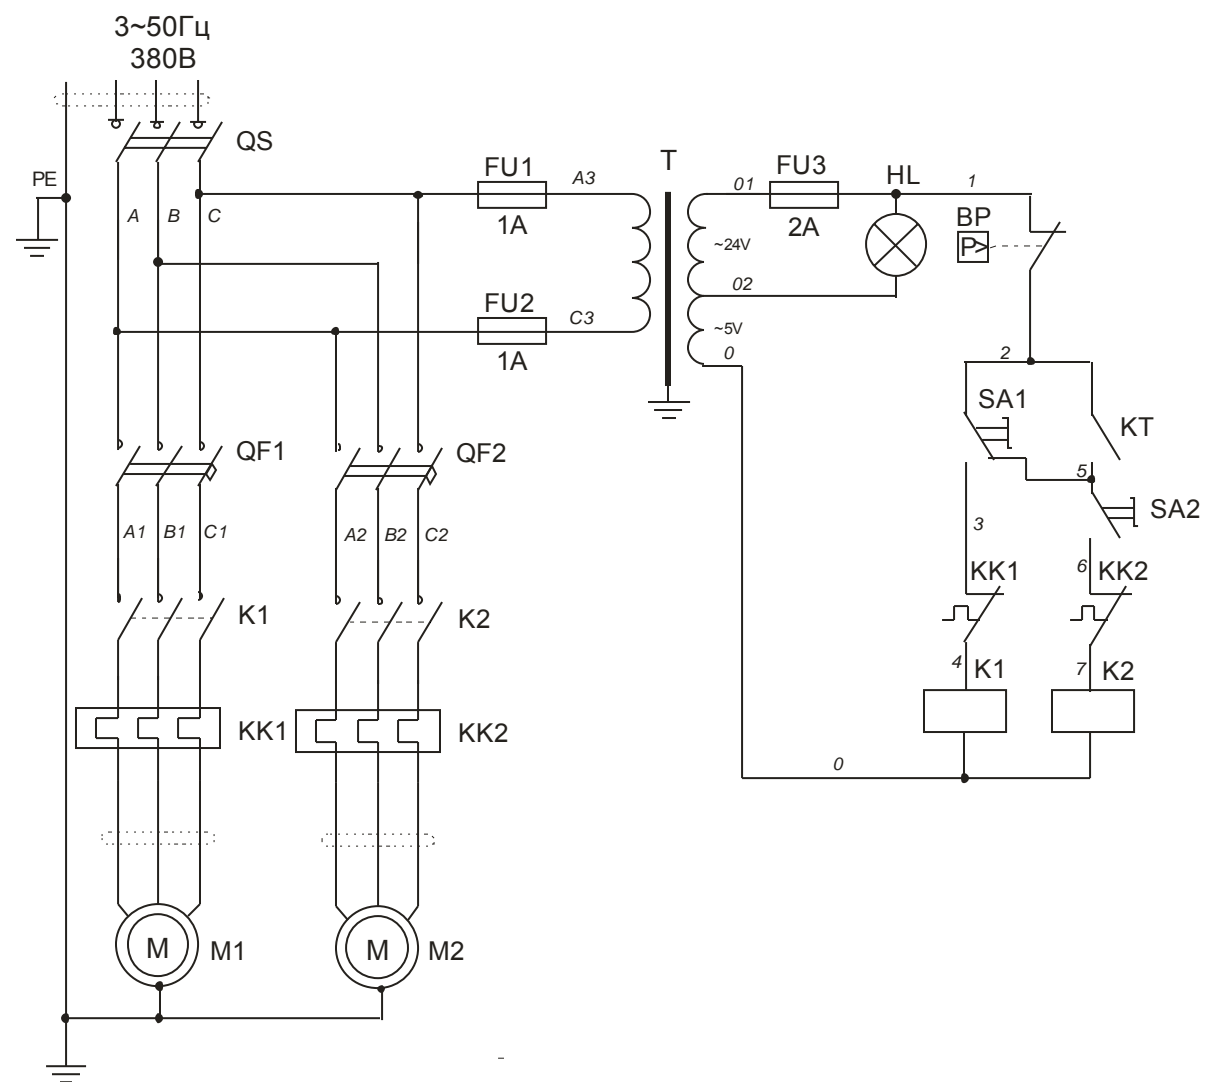 3~50Гц
380В
QS
PE
A
B
C
FU1
1A
A3
T
01
FU3
2A
HL
1
BP
P>
~24V
02
FU2
1A
C3
~5V
0
2
SA1
KT
5
SA2
3
QF1
QF2
A1
B1
C1
A2
B2
C2
KK1
6
KK2
K1
K2
4
K1
7
K2
KK1
KK2
0
M
M1
M
M2